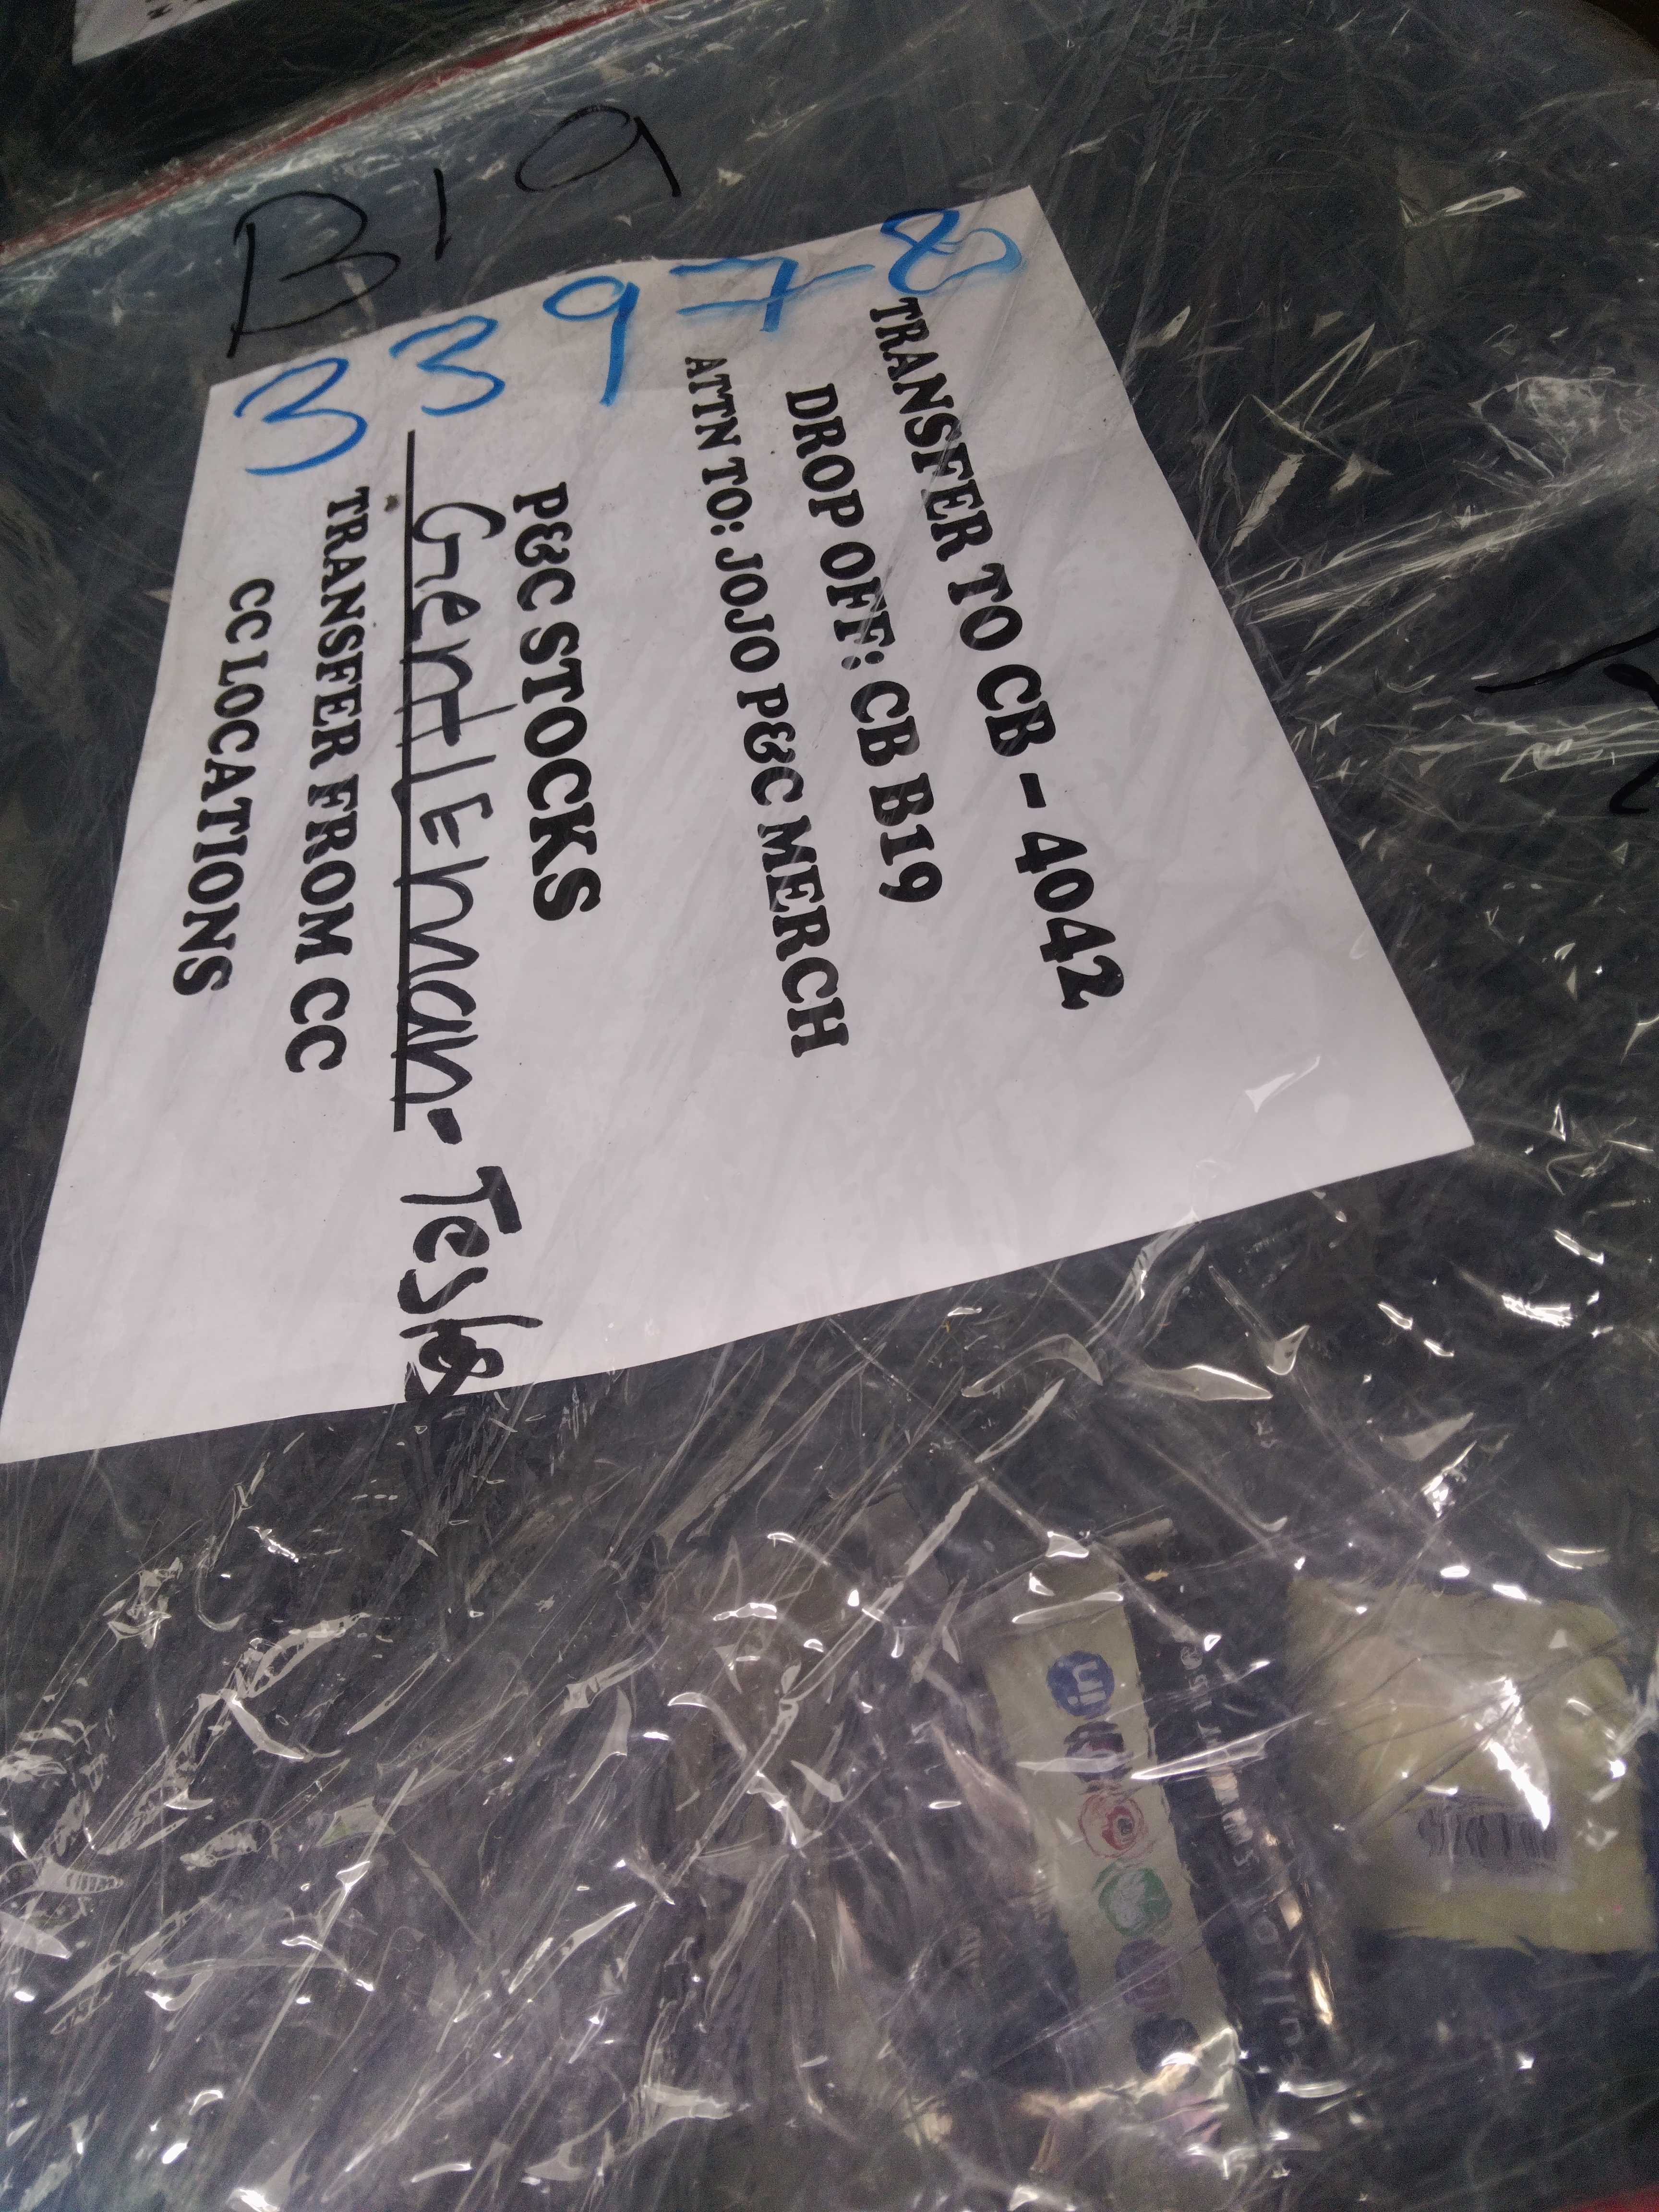 B19
33978
TRANSFER TO CB - 4042
DROP OFF: CB B19
ATTN TO: JOJO P&C MERCH
P&C STOCKS
GentlEman- Tester
TRANSFER FROM CC
CC LOCATIONS